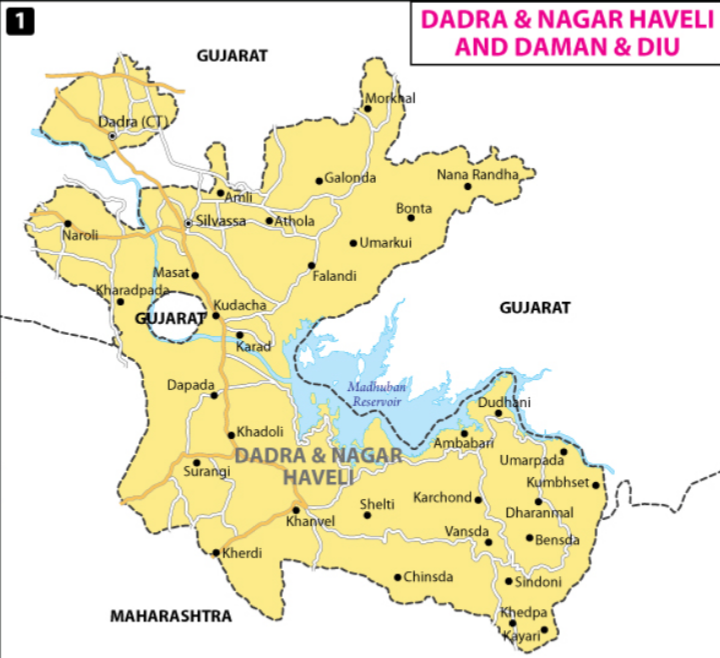 1
DADRA & NAGAR HAVELI
AND DAMAN & DIU
GUJARAT
Morkhal
Dadra (CT)
Galonda
Nana Randha
Amli
Bonta
Silvassa
Athola
Naroli
Umarkui
Masat
Falandi
Kharadpada
Kudacha
GUJARAT
GUJARAT
Karad
Dapada
Madhuban
Reservoir
Dudhani
Khadoli
Ambabari
DADRA & NAGAR
HAVELI
Umarpada
Surangi
Kumbhset
Karchond
Shelti
Dharanmal
Khanvel
Vansda
Bensda
Kherdi
Chinsda
Sindoni
MAHARASHTRA
Khedpa
Kayari